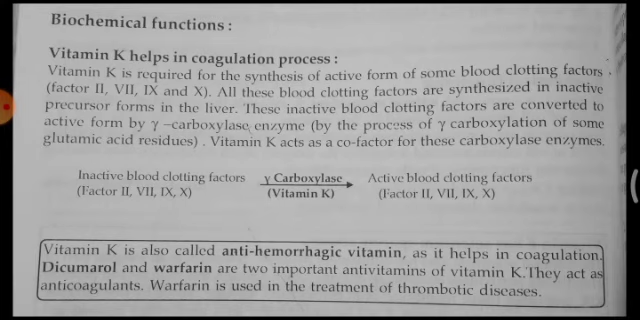 Biochemical functions :
Vitamin K helps in coagulation process :
Vitamin K is required for the synthesis of active form of some blood clotting factors .
(factor II, VII, IX and X). All these blood clotting factors are synthesized in inactive
precursor forms in the liver. These inactive blood clotting factors are converted to
active form by γ –carboxylase enzyme (by the process of γ carboxylation of some
glutamic acid residues) . Vitamin K acts as a co-factor for these carboxylase enzymes.
Inactive blood clotting factors γ Carboxylase Active blood clotting factors
(Factor II, VII, IX, X) (Vitamin K) (Factor II, VII, IX, X)
Vitamin K is also called anti-hemorrhagic vitamin, as it helps in coagulation.
Dicumarol and warfarin are two important antivitamins of vitamin K.They act as
anticoagulants. Warfarin is used in the treatment of thrombotic diseases.